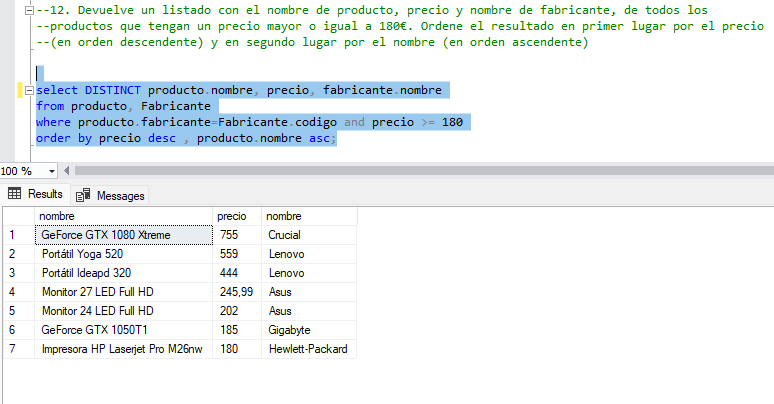 --12. Devuelve un listado con el nombre de producto, precio y nombre de fabricante, de todos los
--productos que tengan un precio mayor o igual a 180€. Ordene el resultado en primer lugar por el precio
--(en orden descendente) y en segundo lugar por el nombre (en orden ascendente)
select DISTINCT producto.nombre, precio, fabricante.nombre
from producto, Fabricante
where producto.fabricante=Fabricante.codigo and precio >= 180
order by precio desc , producto.nombre asc;
100 %
Results Messages
nombre precio nombre
1 GeForce GTX 1080 Xtreme 755 Crucial
2 Portátil Yoga 520 559 Lenovo
3 Portátil Ideapd 320 444 Lenovo
4 Monitor 27 LED Full HD 245,99 Asus
5 Monitor 24 LED Full HD 202 Asus
6 GeForce GTX 1050T1 185 Gigabyte
7 Impresora HP Laserjet Pro M26nw 180 Hewlett-Packard